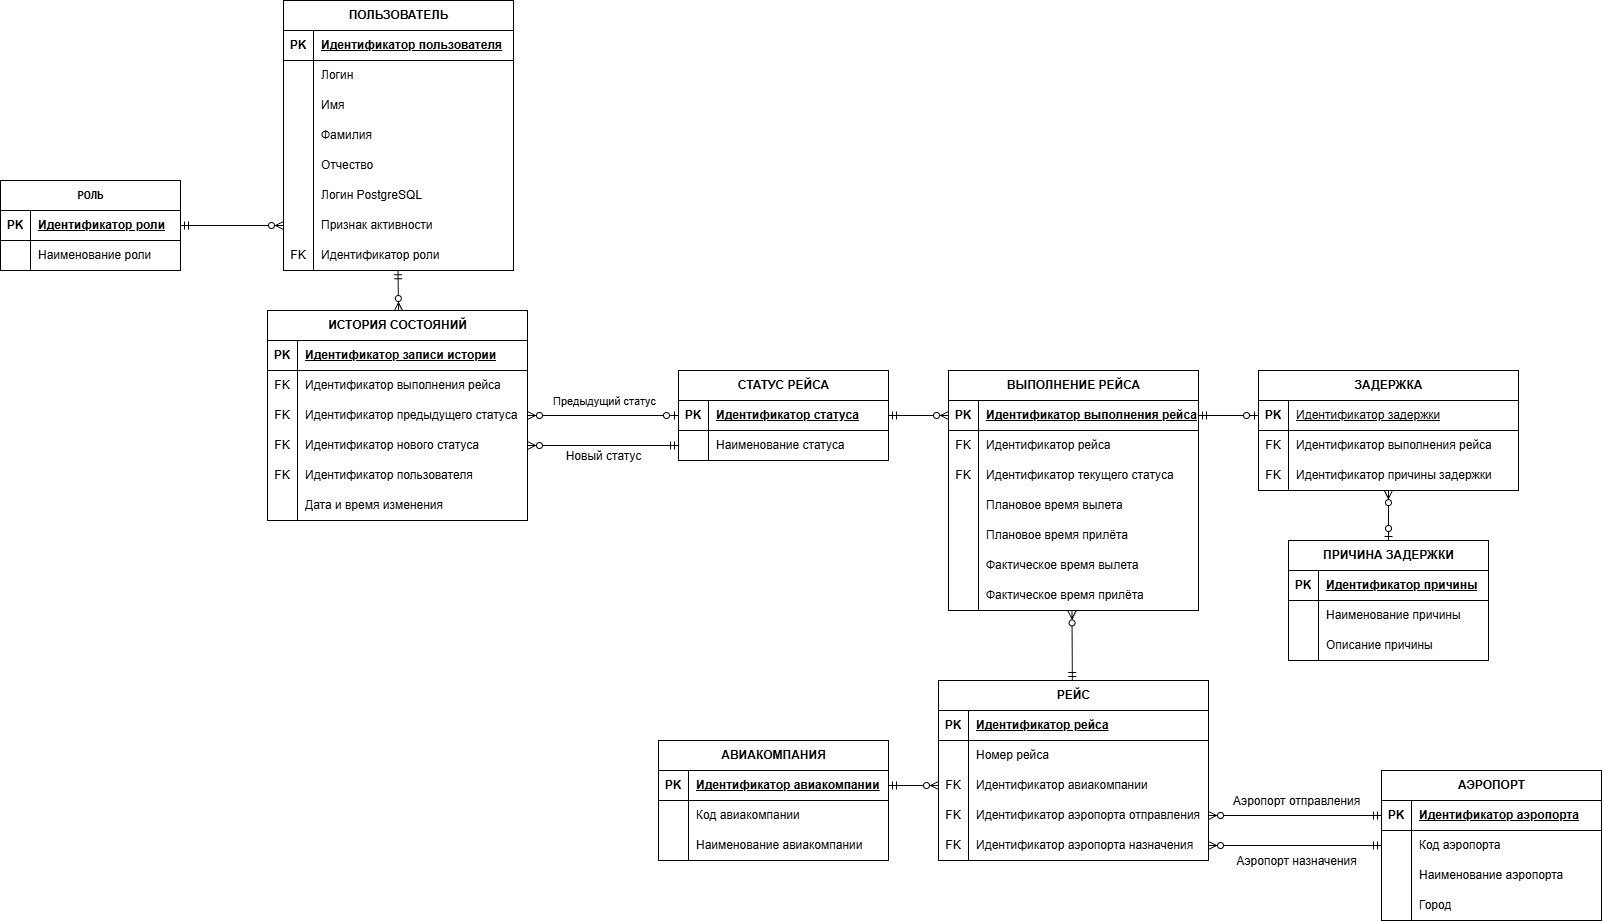 ПОЛЬЗОВАТЕЛЬ
PK Идентификатор пользователя
Логин
Имя
Фамилия
Отчество
Логин PostgreSQL
Признак активности
FK Идентификатор роли
РОЛЬ
PK Идентификатор роли
Наименование роли
ИСТОРИЯ СОСТОЯНИЙ
PK Идентификатор записи истории
FK Идентификатор выполнения рейса
FK Идентификатор предыдущего статуса
FK Идентификатор нового статуса
FK Идентификатор пользователя
Дата и время изменения
Предыдущий статус
Новый статус
СТАТУС РЕЙСА
PK Идентификатор статуса
Наименование статуса
ВЫПОЛНЕНИЕ РЕЙСА
PK Идентификатор выполнения рейса
FK Идентификатор рейса
FK Идентификатор текущего статуса
Плановое время вылета
Плановое время прилёта
Фактическое время вылета
Фактическое время прилёта
ЗАДЕРЖКА
PK Идентификатор задержки
FK Идентификатор выполнения рейса
FK Идентификатор причины задержки
ПРИЧИНА ЗАДЕРЖКИ
PK Идентификатор причины
Наименование причины
Описание причины
РЕЙС
PK Идентификатор рейса
Номер рейса
FK Идентификатор авиакомпании
FK Идентификатор аэропорта отправления
FK Идентификатор аэропорта назначения
АВИАКОМПАНИЯ
PK Идентификатор авиакомпании
Код авиакомпании
Наименование авиакомпании
Аэропорт отправления
Аэропорт назначения
АЭРОПОРТ
PK Идентификатор аэропорта
Код аэропорта
Наименование аэропорта
Город